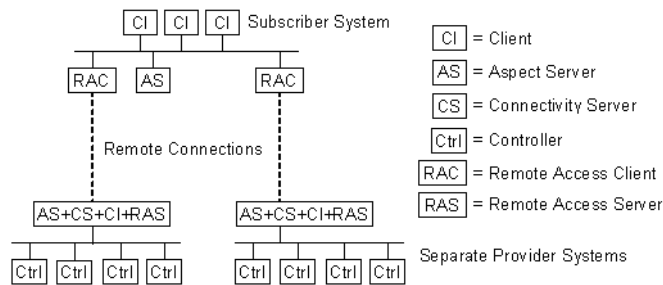 CI CI CI Subscriber System
RAC AS RAC
Remote Connections
AS+CS+CI+RAS AS+CS+CI+RAS
Ctrl Ctrl Ctrl Ctrl Ctrl Ctrl Ctrl Ctrl
Separate Provider Systems
CI = Client
AS = Aspect Server
CS = Connectivity Server
Ctrl = Controller
RAC = Remote Access Client
RAS = Remote Access Server